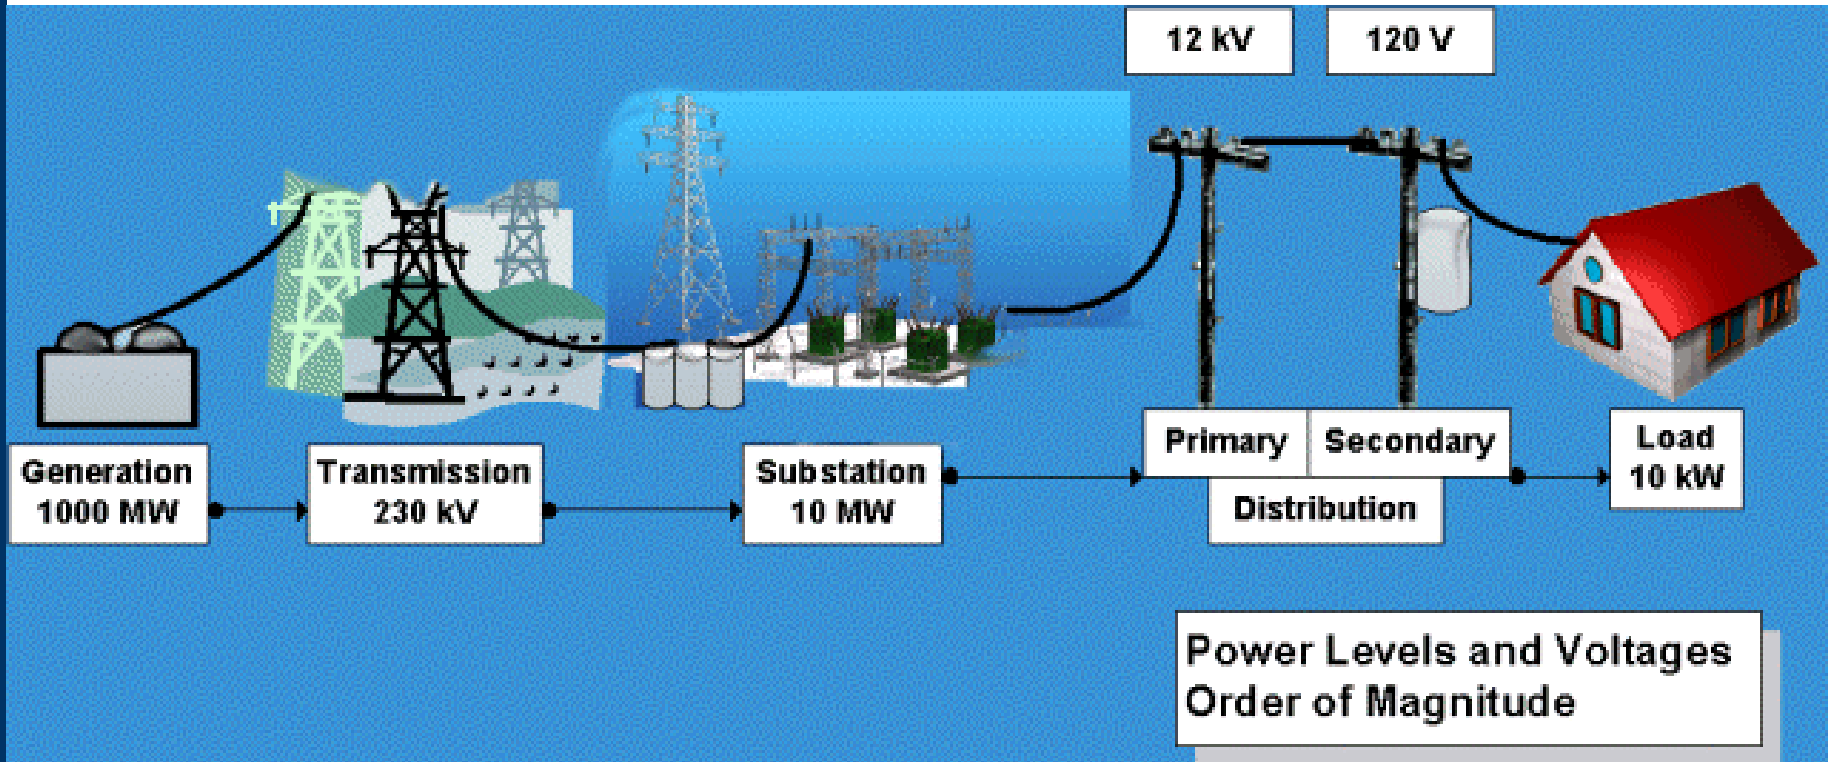 12 kV
120 V
Generation
1000 MW
Transmission
230 kV
Substation
10 MW
Primary
Secondary
Distribution
Load
10 kW
Power Levels and Voltages
Order of Magnitude